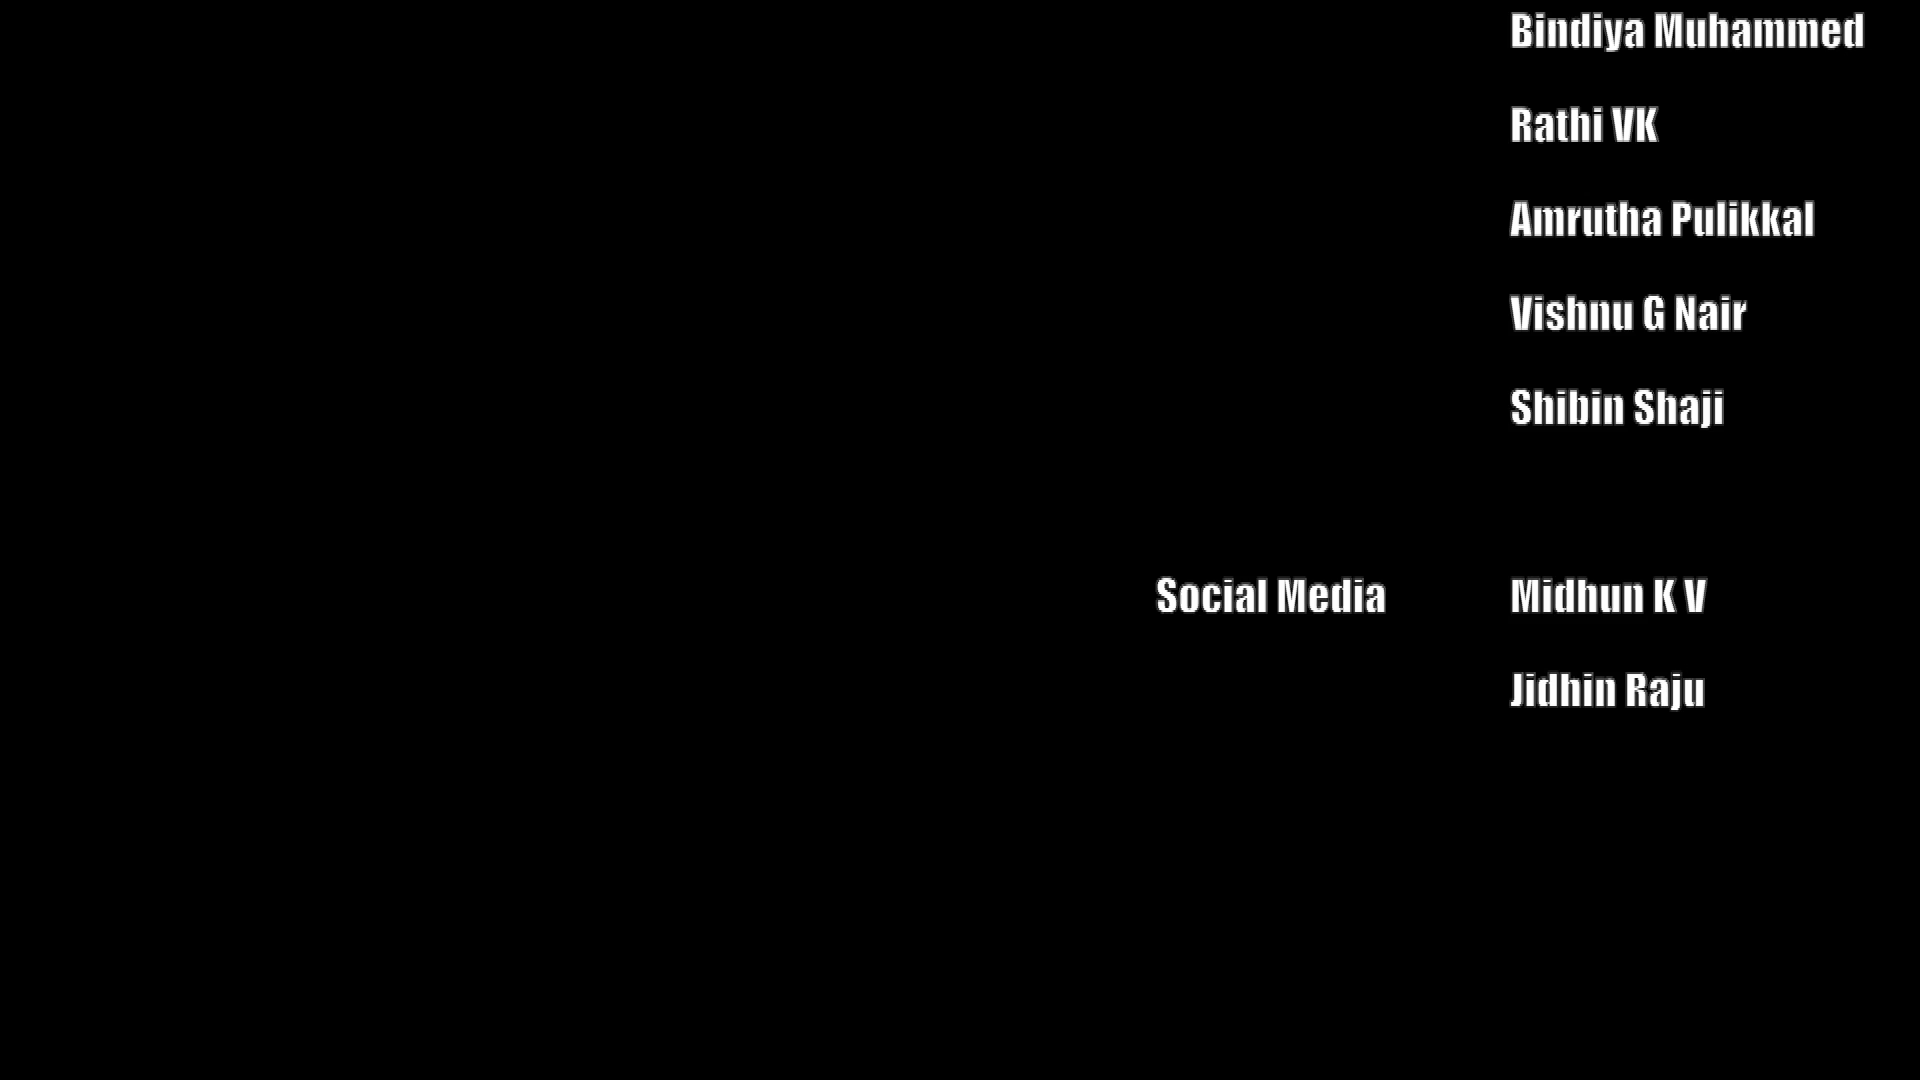 Bindiya Muhammed
Rathi VK
Amrutha Pulikkal
Vishnu G Nair
Shibin Shaji
Social Media Midhun K V
Jidhin Raju